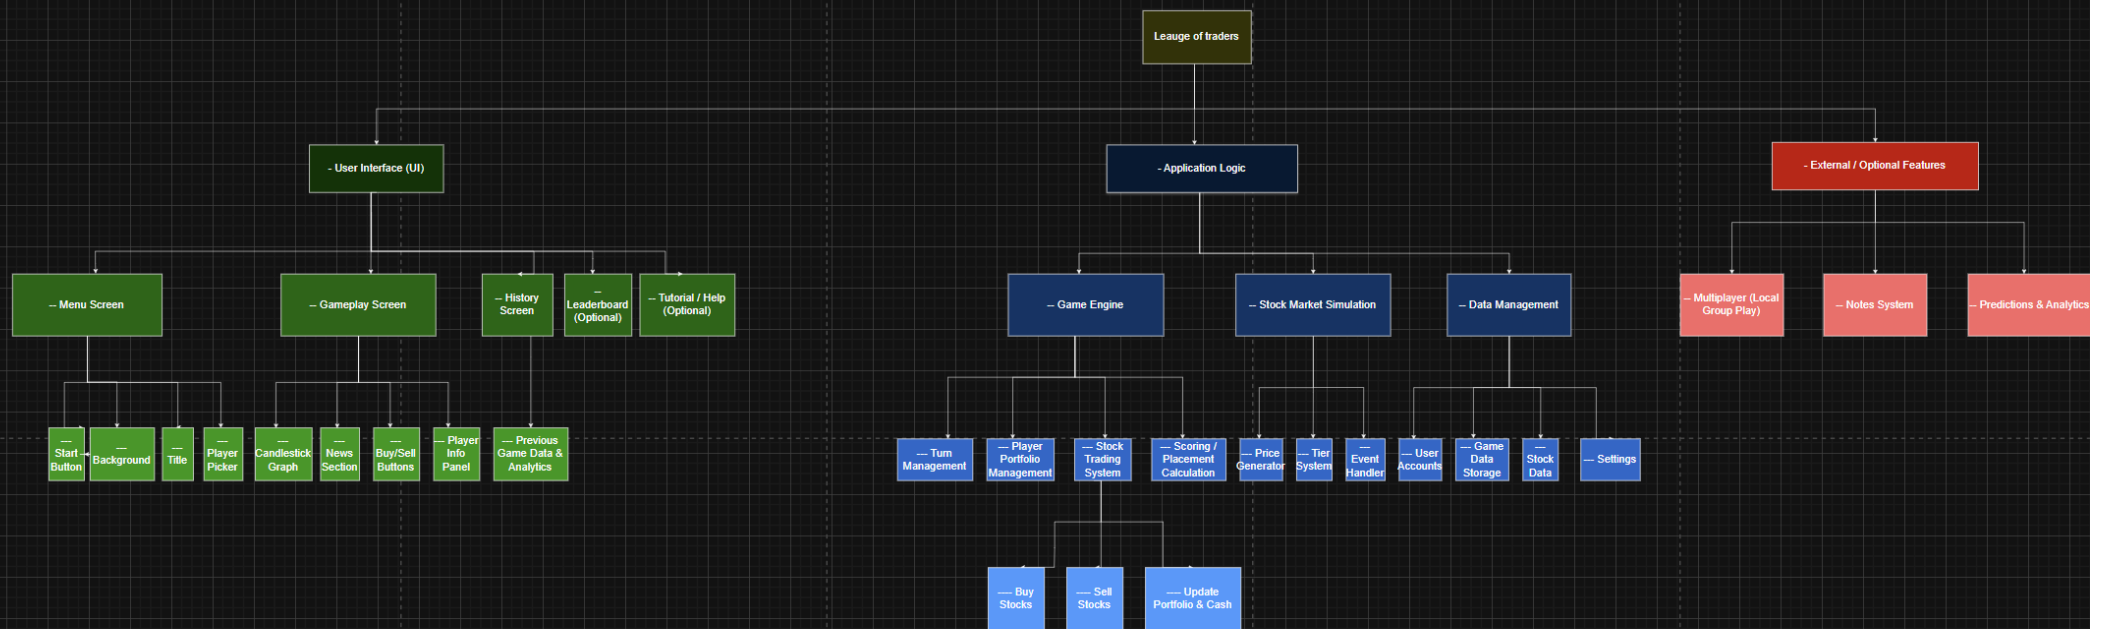 Leauge of traders
- User Interface (UI)
- Application Logic
- External / Optional Features
-- Menu Screen
-- Gameplay Screen
-- History
Screen
--
Leaderboard
(Optional)
-- Tutorial / Help
(Optional)
-- Game Engine
-- Stock Market Simulation
-- Data Management
-- Multiplayer (Local
Group Play)
-- Notes System
-- Predictions & Analytics
---
Start
Button
---
Background
---
Title
---
Player
Picker
---
Candlestick
Graph
---
News
Section
---
Buy/Sell
Buttons
--- Player
Info
Panel
--- Previous
Game Data &
Analytics
--- Turn
Management
--- Player
Portfolio
Management
--- Stock
Trading
System
--- Scoring /
Placement
Calculation
--- Price
Generator
--- Tier
System
---
Event
Handler
--- User
Accounts
--- Game
Data
Storage
---
Stock
Data
--- Settings
---- Buy
Stocks
---- Sell
Stocks
---- Update
Portfolio & Cash